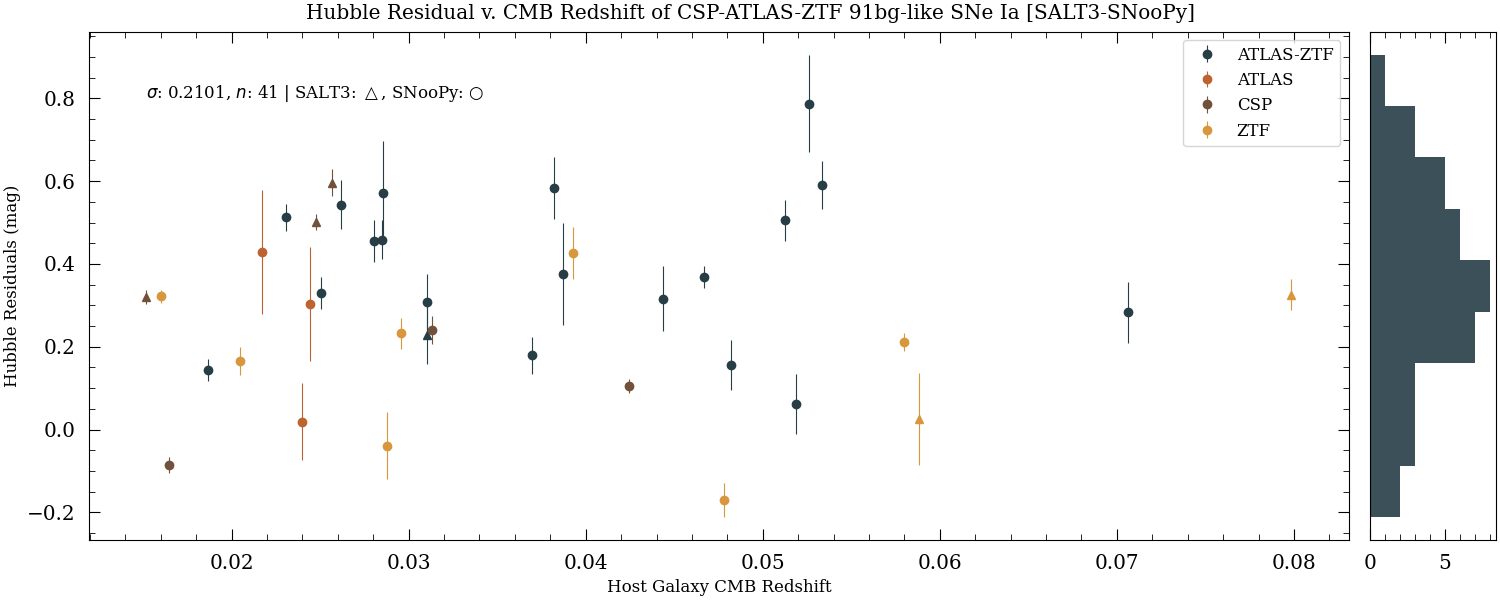 Hubble Residual v. CMB Redshift of CSP-ATLAS-ZTF 91bg-like SNe Ia [SALT3-SNooPy]
σ: 0.2101, n: 41 | SALT3: △, SNooPy: ○
ATLAS-ZTF
ATLAS
CSP
ZTF
Hubble Residuals (mag)
0.8
0.6
0.4
0.2
0.0
−0.2
0.02 0.03 0.04 0.05 0.06 0.07 0.08
0 5
Host Galaxy CMB Redshift